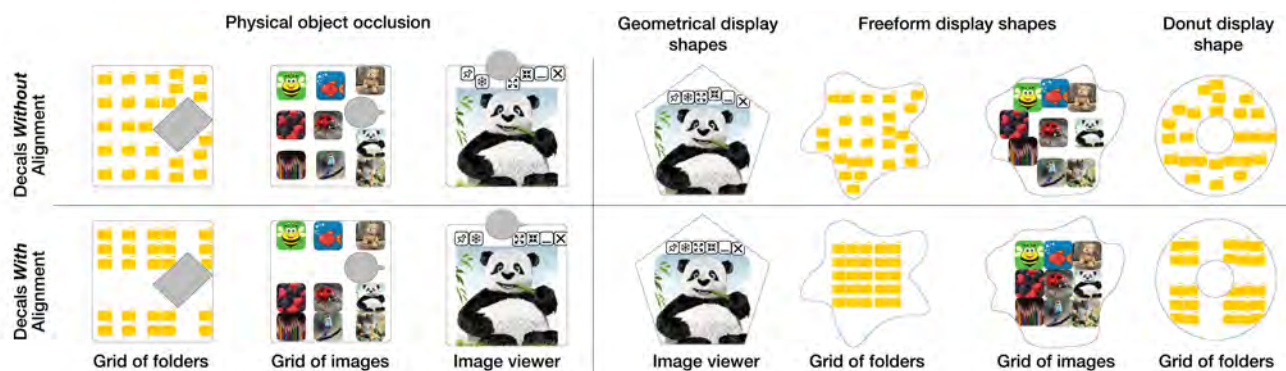 Physical object occlusion
Geometrical display
shapes
Freeform display shapes
Donut display
shape
Decals Without
Alignment
Decals With
Alignment
Grid of folders
Grid of images
Image viewer
Image viewer
Grid of folders
Grid of images
Grid of folders